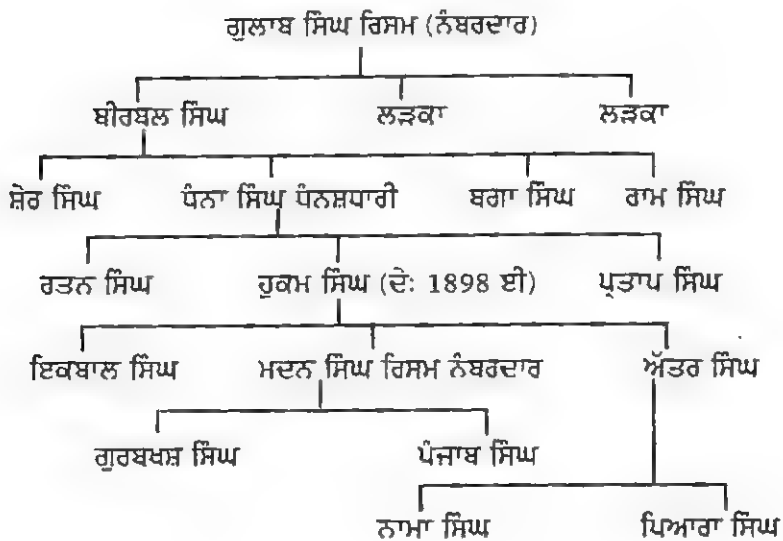 ਗੁਲਾਬ ਸਿੰਘ ਰਿਸਮ (ਨੰਬਰਦਾਰ)
ਬੀਰਬਲ ਸਿੰਘ ਲੜਕਾ ਲੜਕਾ
ਸ਼ੇਰ ਸਿੰਘ ਧੰਨਾ ਸਿੰਘ ਧੰਨਸ਼ਧਾਰੀ ਬਗਾ ਸਿੰਘ ਰਾਮ ਸਿੰਘ
ਰਤਨ ਸਿੰਘ ਹੁਕਮ ਸਿੰਘ (ਦੇ: 1898 ਈ) ਪ੍ਰਤਾਪ ਸਿੰਘ
ਇਕਬਾਲ ਸਿੰਘ ਮਦਨ ਸਿੰਘ ਰਿਸਮ ਨੰਬਰਦਾਰ ਅੱਤਰ ਸਿੰਘ
ਗੁਰਬਖਸ਼ ਸਿੰਘ ਪੰਜਾਬ ਸਿੰਘ
ਨਾਮਾ ਸਿੰਘ ਪਿਆਰਾ ਸਿੰਘ